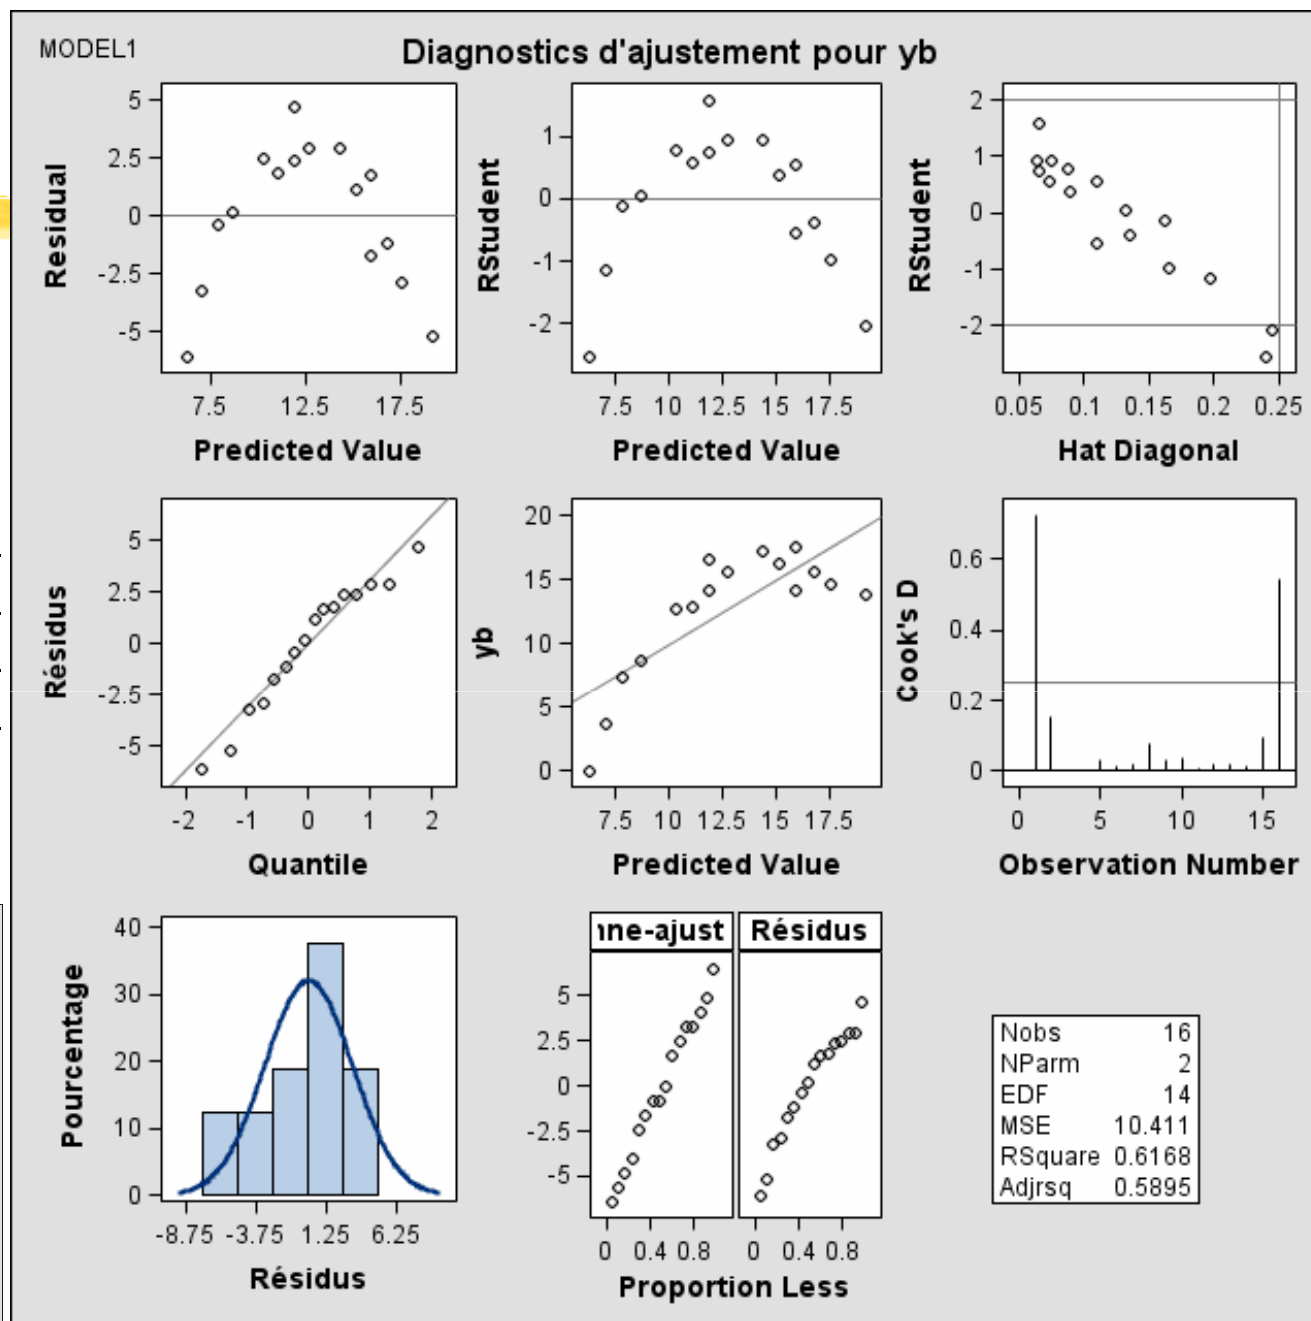 MODEL1
Diagnostics d'ajustement pour yb
Residual
5
2.5
0
-2.5
-5
7.5 12.5 17.5
Predicted Value
RStudent
1
0
-1
-2
7.5 10 12.5 15 17.5
Predicted Value
RStudent
2
1
0
-1
-2
0.05 0.1 0.15 0.2 0.25
Hat Diagonal
Résidus
5
2.5
0
-2.5
-5
-2 -1 0 1 2
Quantile
yb
20
15
10
5
0
7.5 10 12.5 15 17.5
Predicted Value
Cook's D
0.6
0.4
0.2
0
0 5 10 15
Observation Number
Pourcentage
40
30
20
10
0
-8.75 -3.75 1.25 6.25
Résidus
Résidus
5
2.5
0
-2.5
-5
0 0.4 0.8 0 0.4 0.8
Proportion Less
Nobs 16
NParm 2
EDF 14
MSE 10.411
RSquare 0.6168
Adjrsq 0.5895